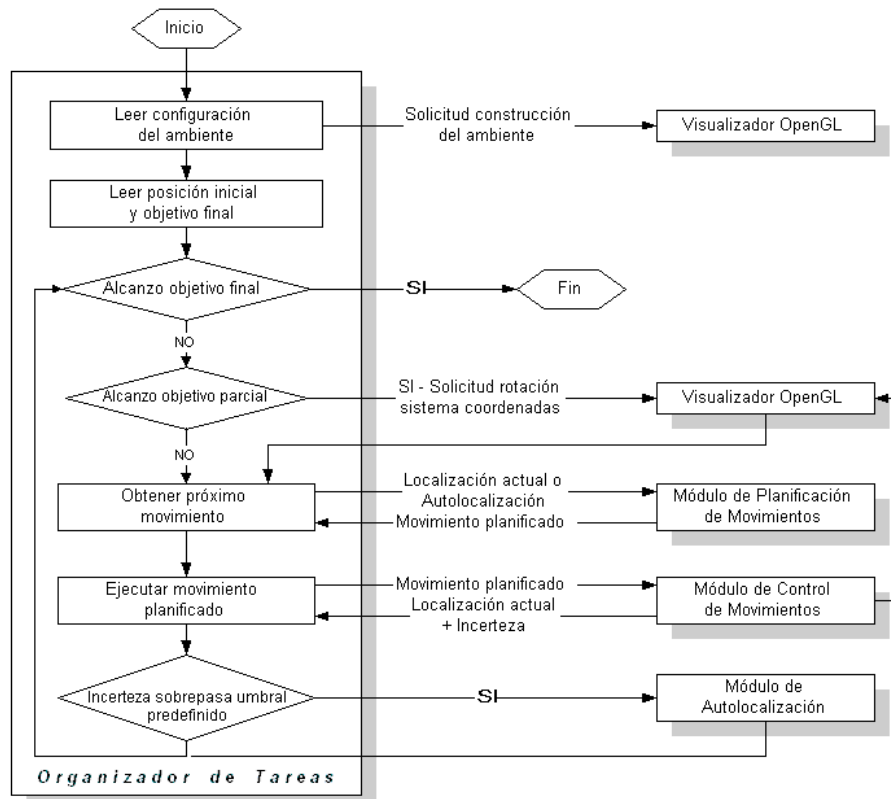 Inicio
Leer configuración
del ambiente
Solicitud construcción
del ambiente
Visualizador OpenGL
Leer posición inicial
y objetivo final
Alcanzo objetivo final
SI
Fin
NO
Alcanzo objetivo parcial
SI - Solicitud rotación
sistema coordenadas
Visualizador OpenGL
NO
Obtener próximo
movimiento
Localización actual o
Autolocalización
Movimiento planificado
Módulo de Planificación
de Movimientos
Ejecutar movimiento
planificado
Movimiento planificado
Localización actual
+ Incerteza
Módulo de Control
de Movimientos
Incerteza sobrepasa umbral
predefinido
SI
Módulo de
Autolocalización
Organizador de Tareas